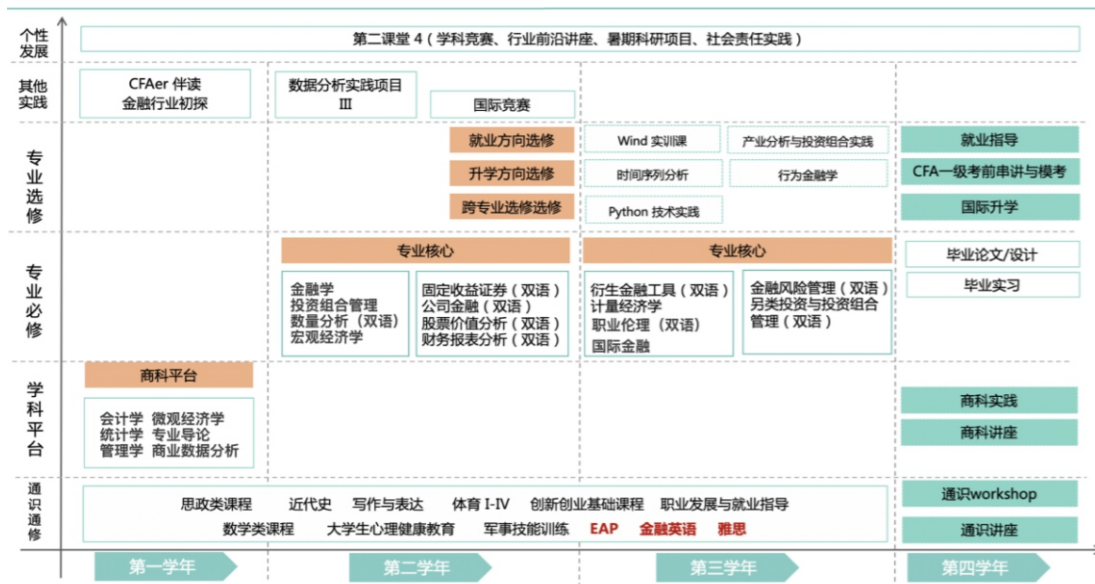 个性
发展
第二课堂 4（学科竞赛、行业前沿讲座、暑期科研项目、社会责任实践）
其他
实践
CFAer 伴读
金融行业初探
数据分析实践项目
III
国际竞赛
专业选修
就业方向选修
Wind 实训课
产业分析与投资组合实践
就业指导
升学方向选修
时间序列分析
行为金融学
CFA一级考前串讲与模考
跨专业选修选修
Python 技术实践
国际升学
专业必修
专业核心
金融学
投资组合管理
数量分析（双语）
宏观经济学
固定收益证券（双语）
公司金融（双语）
股票价值分析（双语）
财务报表分析（双语）
专业核心
衍生金融工具（双语）
计量经济学
职业伦理（双语）
国际金融
金融风险管理（双语）
另类投资与投资组合
管理（双语）
毕业论文/设计
毕业实习
学科平台
商科平台
会计学 微观经济学
统计学 专业导论
管理学 商业数据分析
商科实践
商科讲座
通识通修
思政类课程 近代史 写作与表达 体育 I-IV 创新创业基础课程 职业发展与就业指导
数学类课程 大学生心理健康教育 军事技能训练 EAP 金融英语 雅思
通识workshop
通识讲座
第一学年
第二学年
第三学年
第四学年